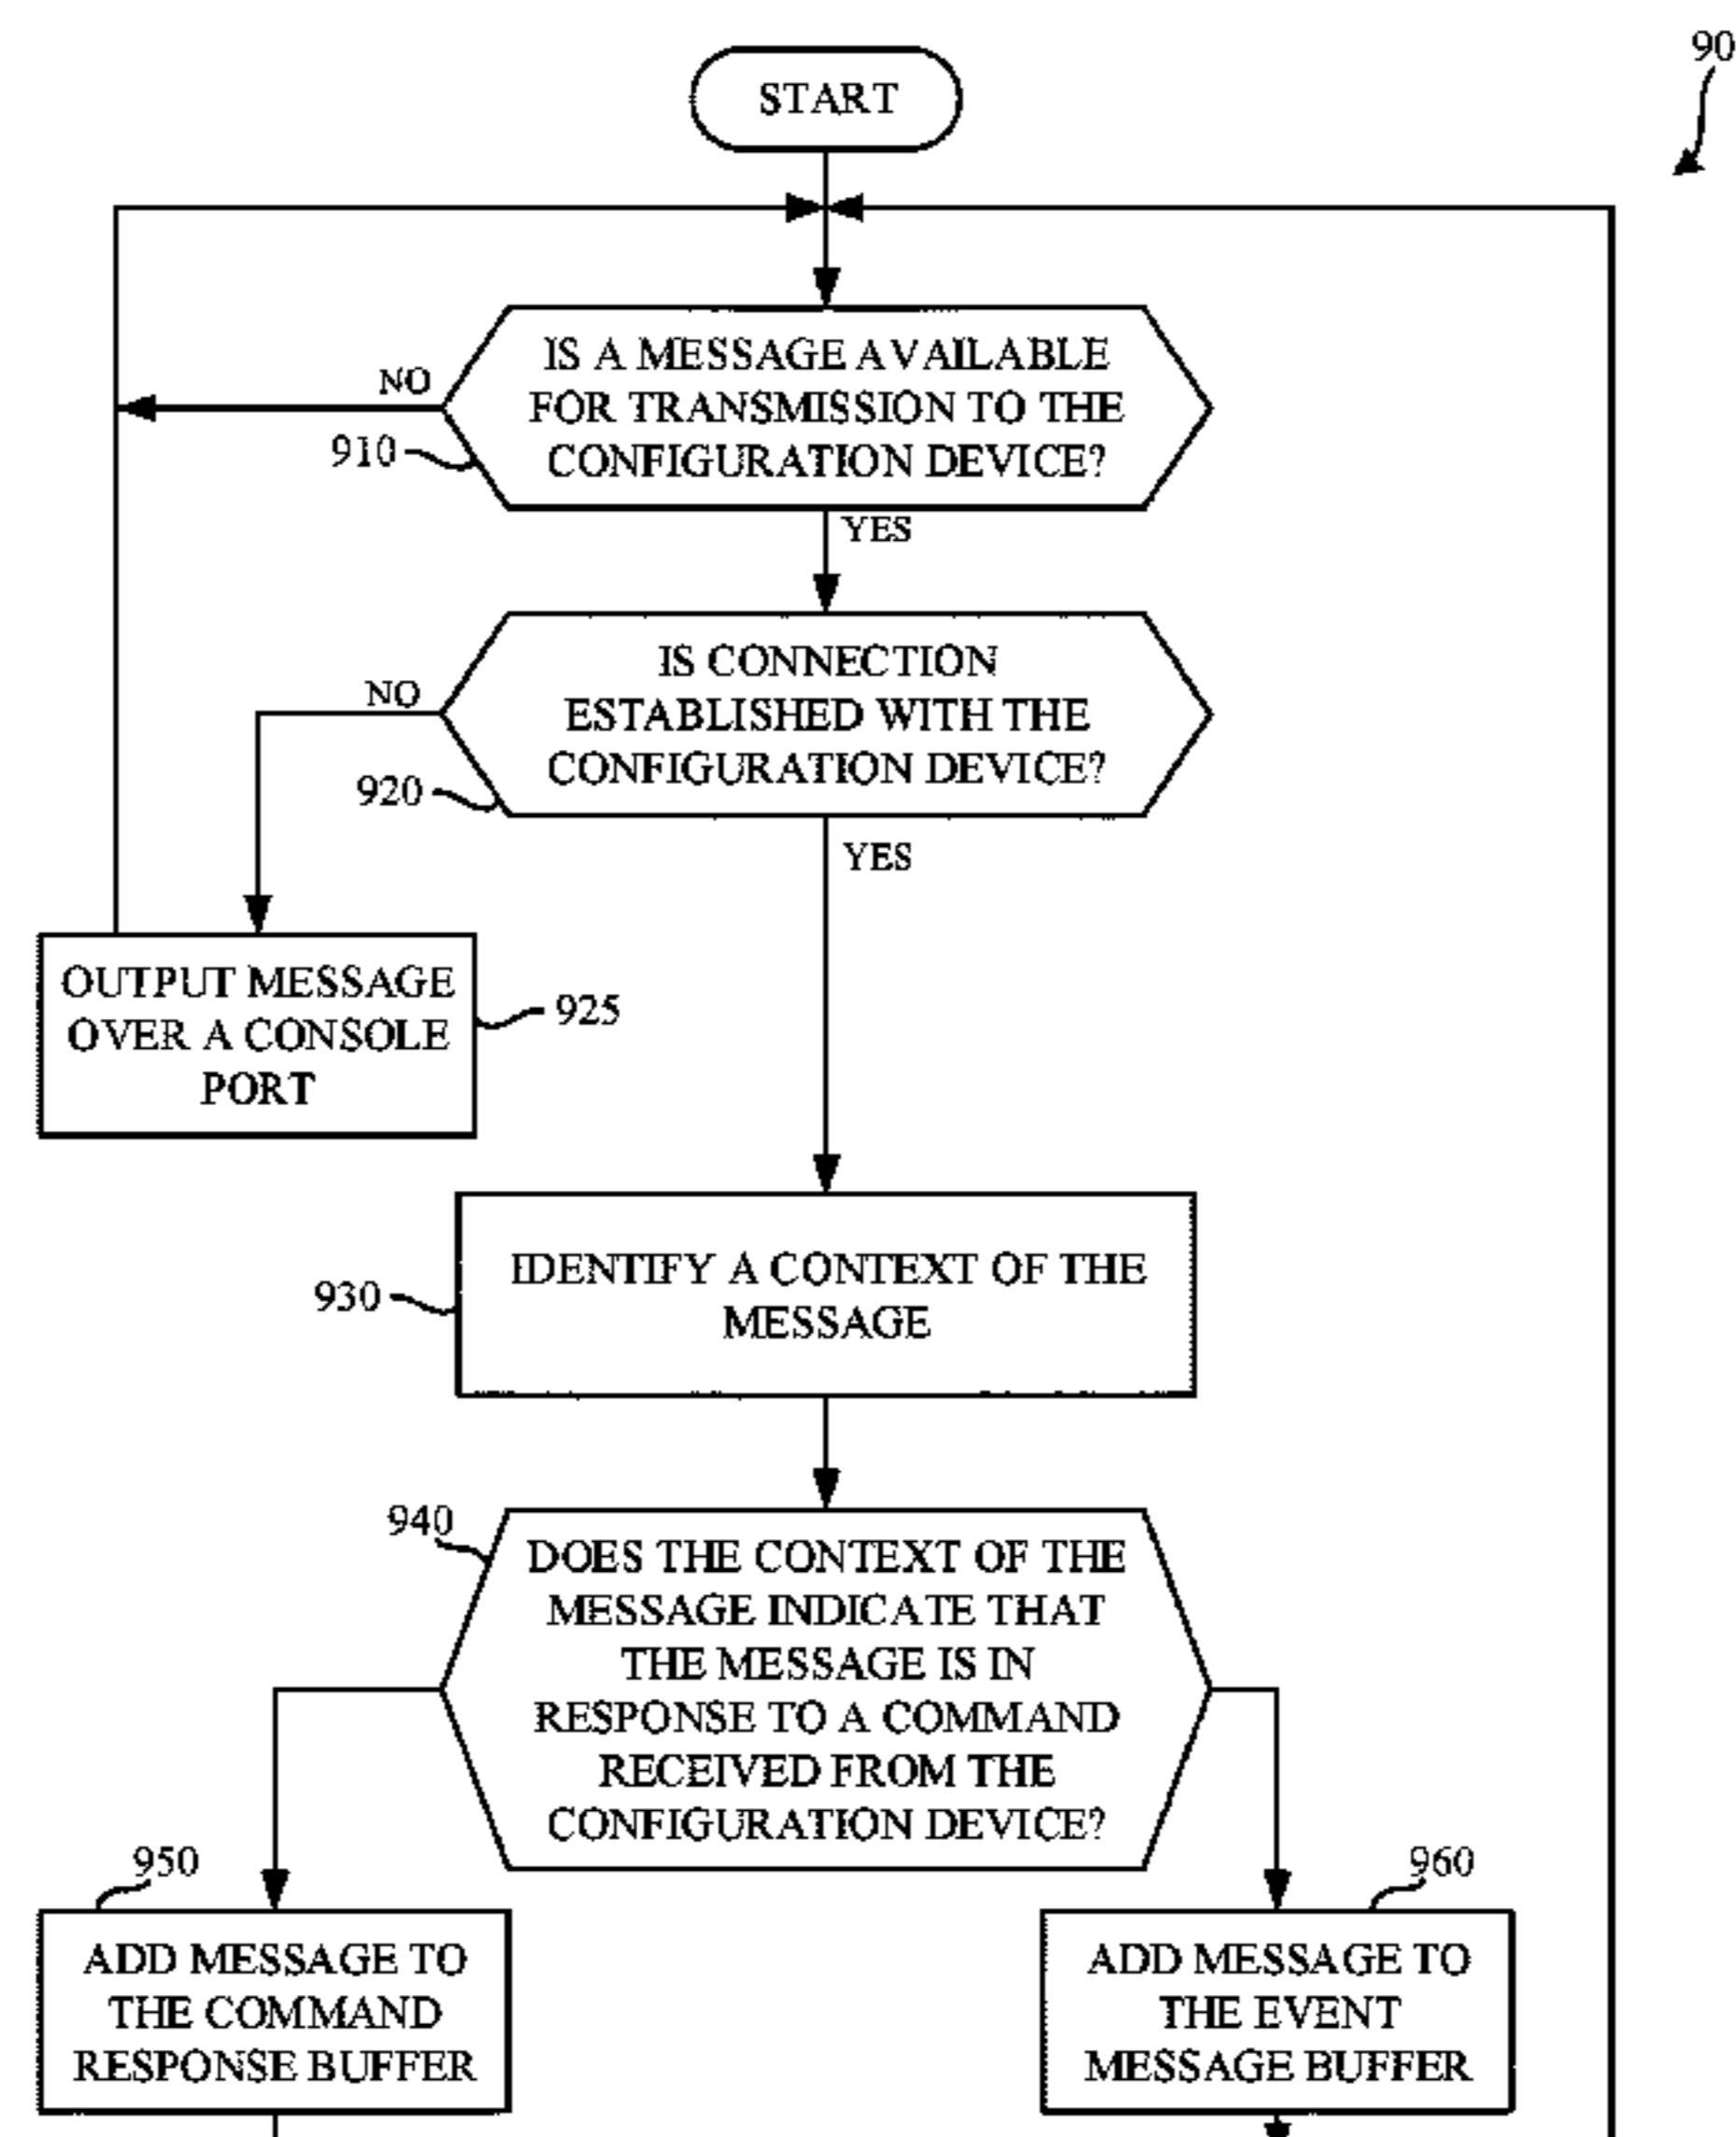 90
START
IS A MESSAGE AVAILABLE
FOR TRANSMISSION TO THE
CONFIGURATION DEVICE?
NO
910
YES
IS CONNECTION
ESTABLISHED WITH THE
CONFIGURATION DEVICE?
NO
920
YES
OUTPUT MESSAGE
OVER A CONSOLE
PORT
925
IDENTIFY A CONTEXT OF THE
MESSAGE
930
940
DOES THE CONTEXT OF THE
MESSAGE INDICATE THAT
THE MESSAGE IS IN
RESPONSE TO A COMMAND
RECEIVED FROM THE
CONFIGURATION DEVICE?
950
ADD MESSAGE TO
THE COMMAND
RESPONSE BUFFER
960
ADD MESSAGE TO
THE EVENT
MESSAGE BUFFER